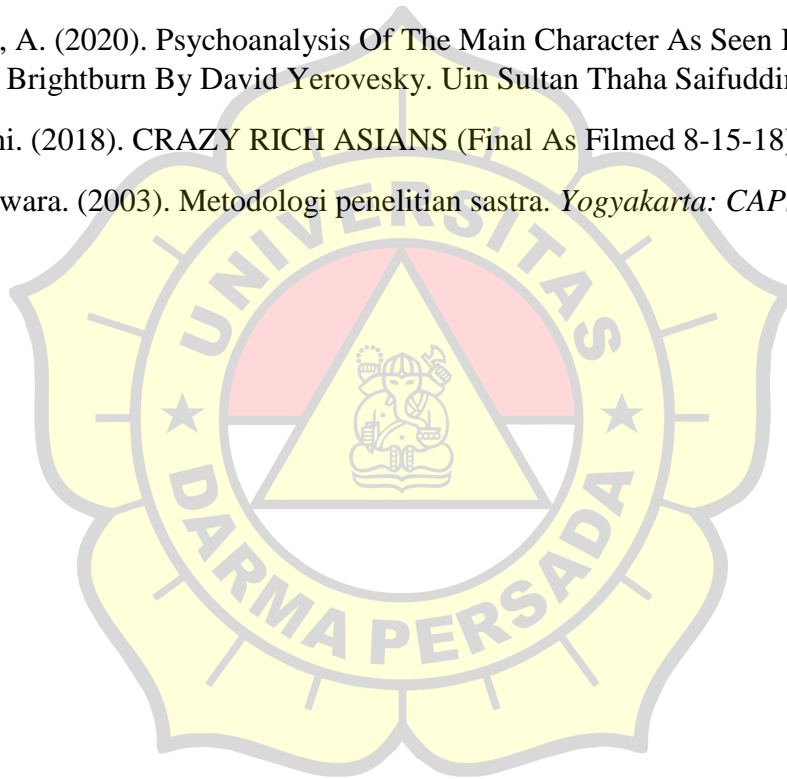 , A. (2020). Psychoanalysis Of The Main Character As Seen
Brightburn By David Yerovesky. Uin Sultan Thaha Saifuddin
ni. (2018). CRAZY RICH ASIANS (Final As Filmed 8-15-18)
wara. (2003). Metodologi penelitian sastra. Yogyakarta: CAP
UNIVERSITAS
DARMA PERSADA